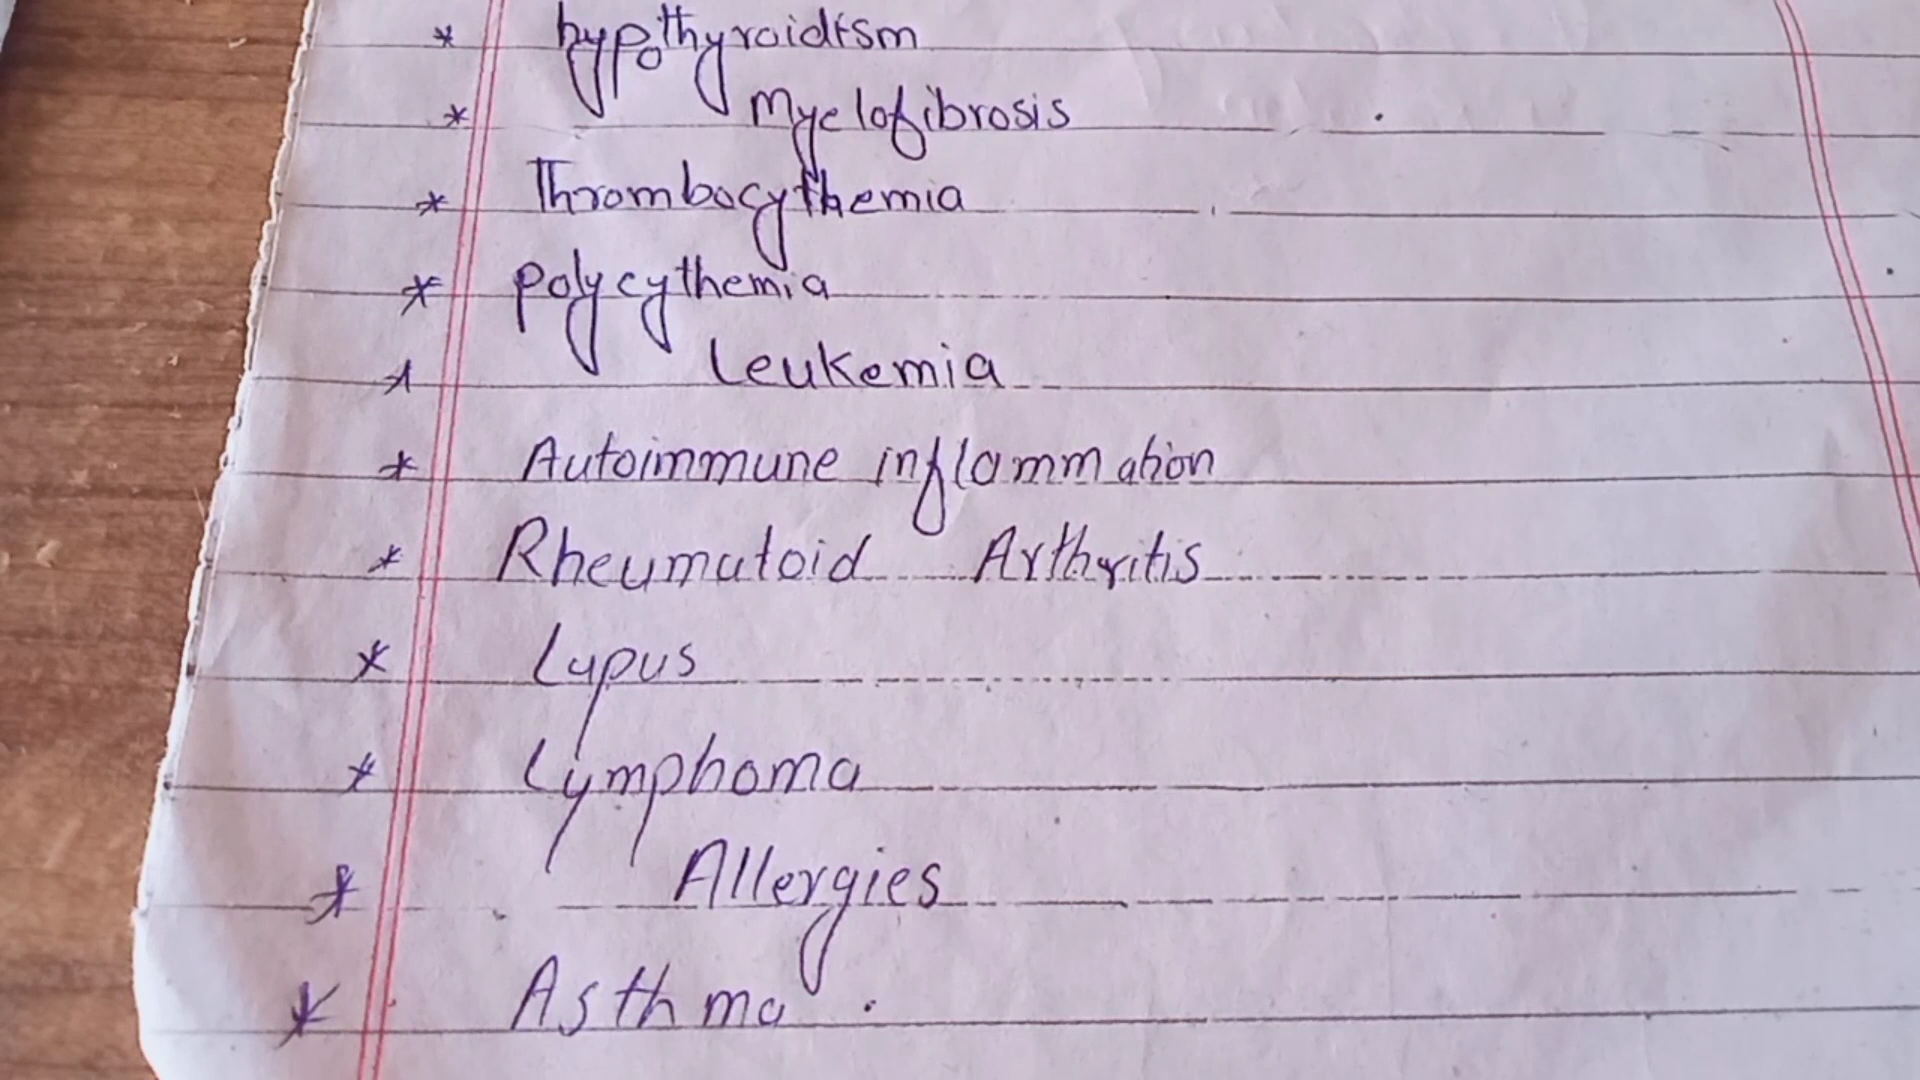 * hypothyroidism
* Myelofibrosis
* Thrombocythemia
* Polycythemia
* Leukemia
* Autoimmune inflammation
* Rheumatoid Arthritis
* Lupus
* Lymphoma
* Allergies
* Asthma